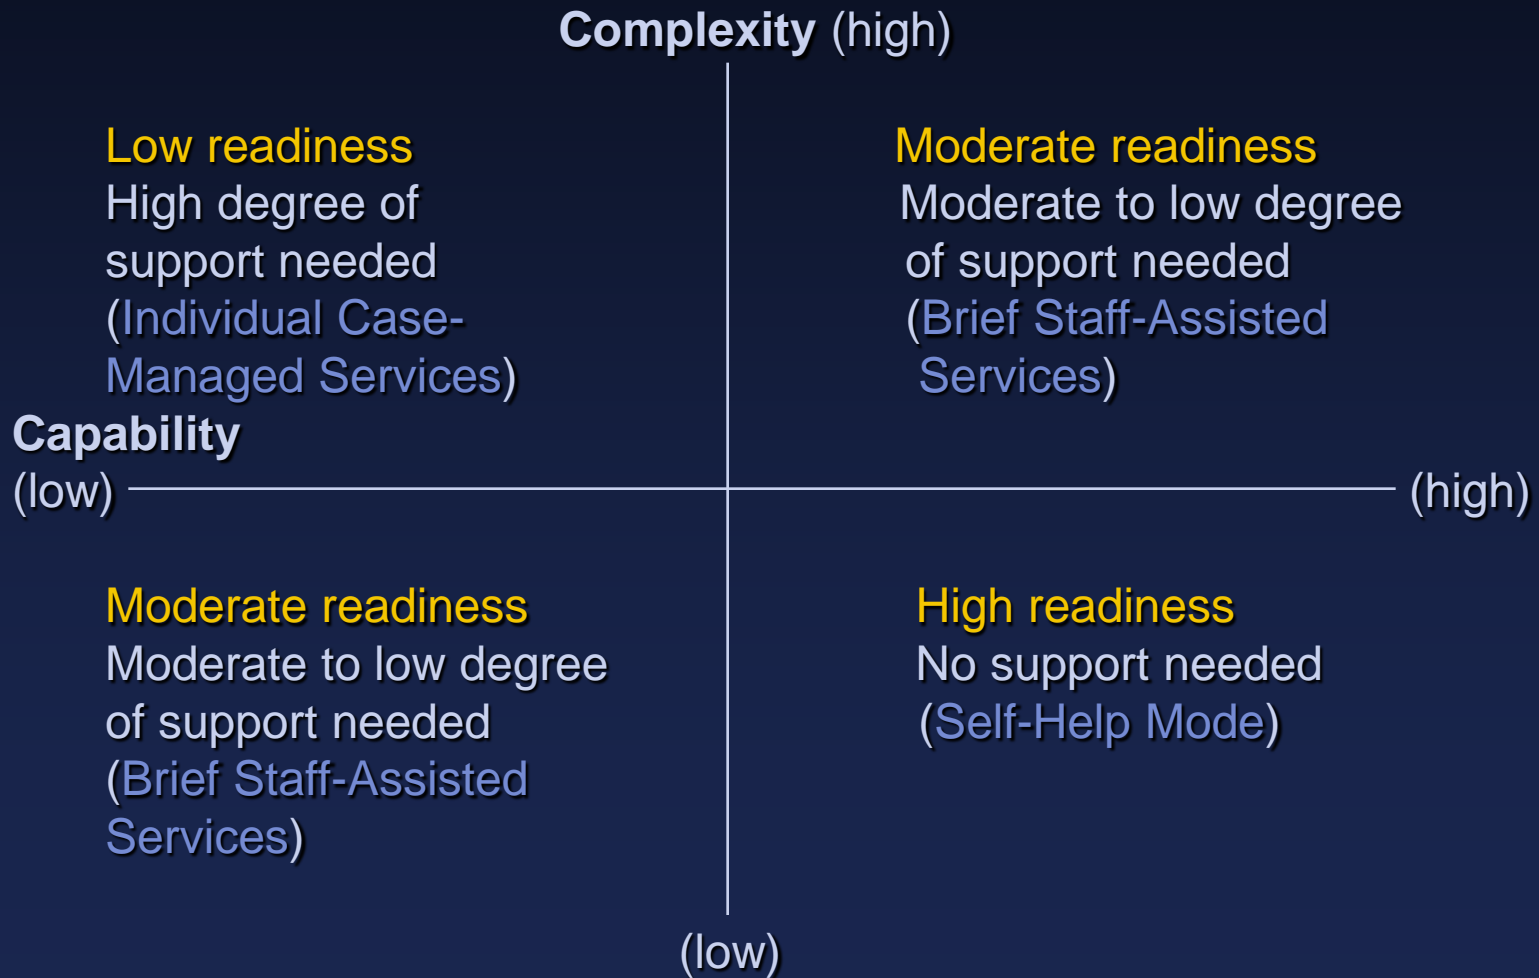 Complexity (high)
Low readiness
High degree of
support needed
(Individual Case-
Managed Services)
Moderate readiness
Moderate to low degree
of support needed
(Brief Staff-Assisted
Services)
Capability
(low)
(high)
Moderate readiness
Moderate to low degree
of support needed
(Brief Staff-Assisted
Services)
High readiness
No support needed
(Self-Help Mode)
(low)